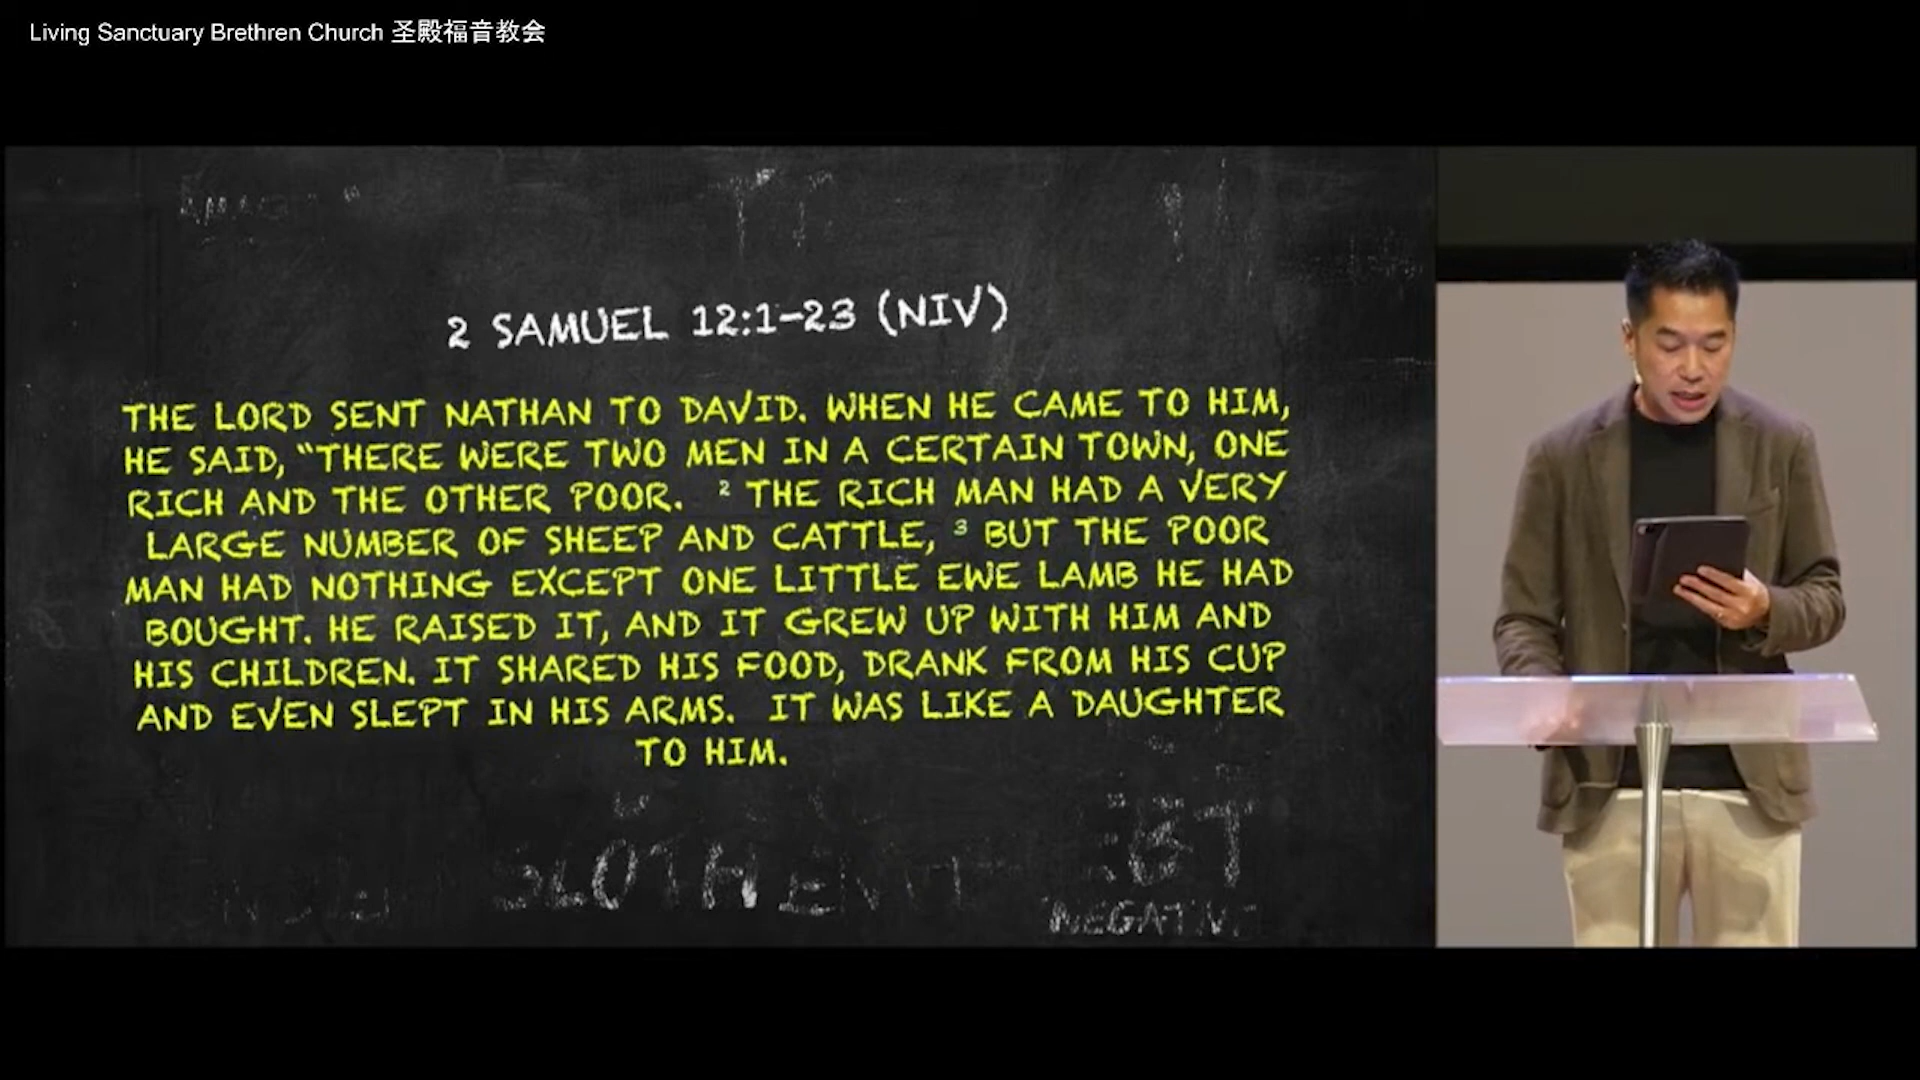 Living Sanctuary Brethren Church 圣殿福音教会
2 SAMUEL 12:1-23 (NIV)
THE LORD SENT NATHAN TO DAVID. WHEN HE CAME TO HIM,
HE SAID, “THERE WERE TWO MEN IN A CERTAIN TOWN, ONE
RICH AND THE OTHER POOR. ² THE RICH MAN HAD A VERY
LARGE NUMBER OF SHEEP AND CATTLE, ³ BUT THE POOR
MAN HAD NOTHING EXCEPT ONE LITTLE EWE LAMB HE HAD
BOUGHT. HE RAISED IT, AND IT GREW UP WITH HIM AND
HIS CHILDREN. IT SHARED HIS FOOD, DRANK FROM HIS CUP
AND EVEN SLEPT IN HIS ARMS. IT WAS LIKE A DAUGHTER
TO HIM.
NEGATIVE